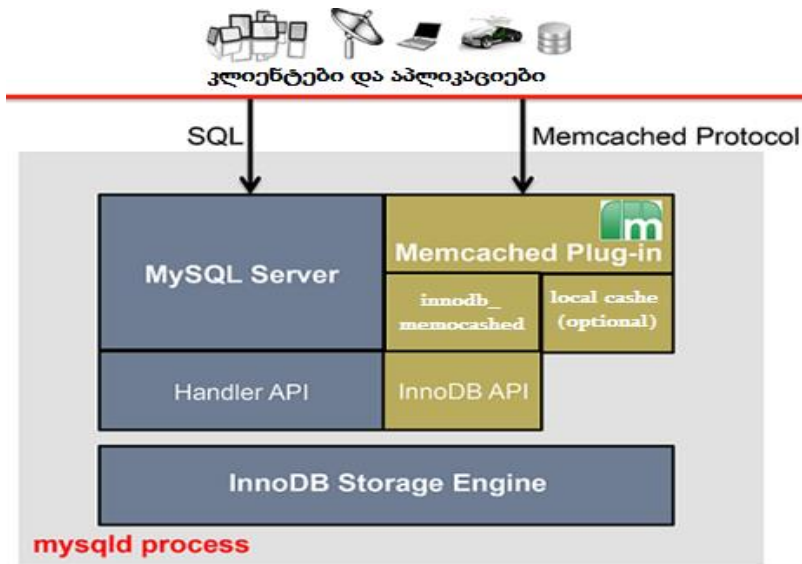 კლიენტები და აპლიკაციები
SQL
Memcached Protocol
m
MySQL Server
Memcached Plug-in
innodb_
memocashed
local cashe
(optional)
Handler API
InnoDB API
InnoDB Storage Engine
mysqld process